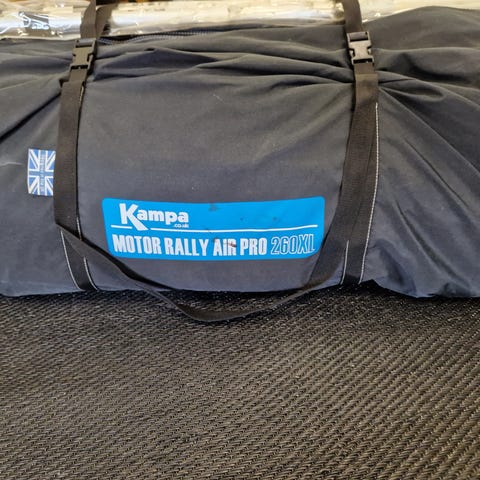 Kampa
.co.uk
MOTOR RALLY AIR PRO 260XL